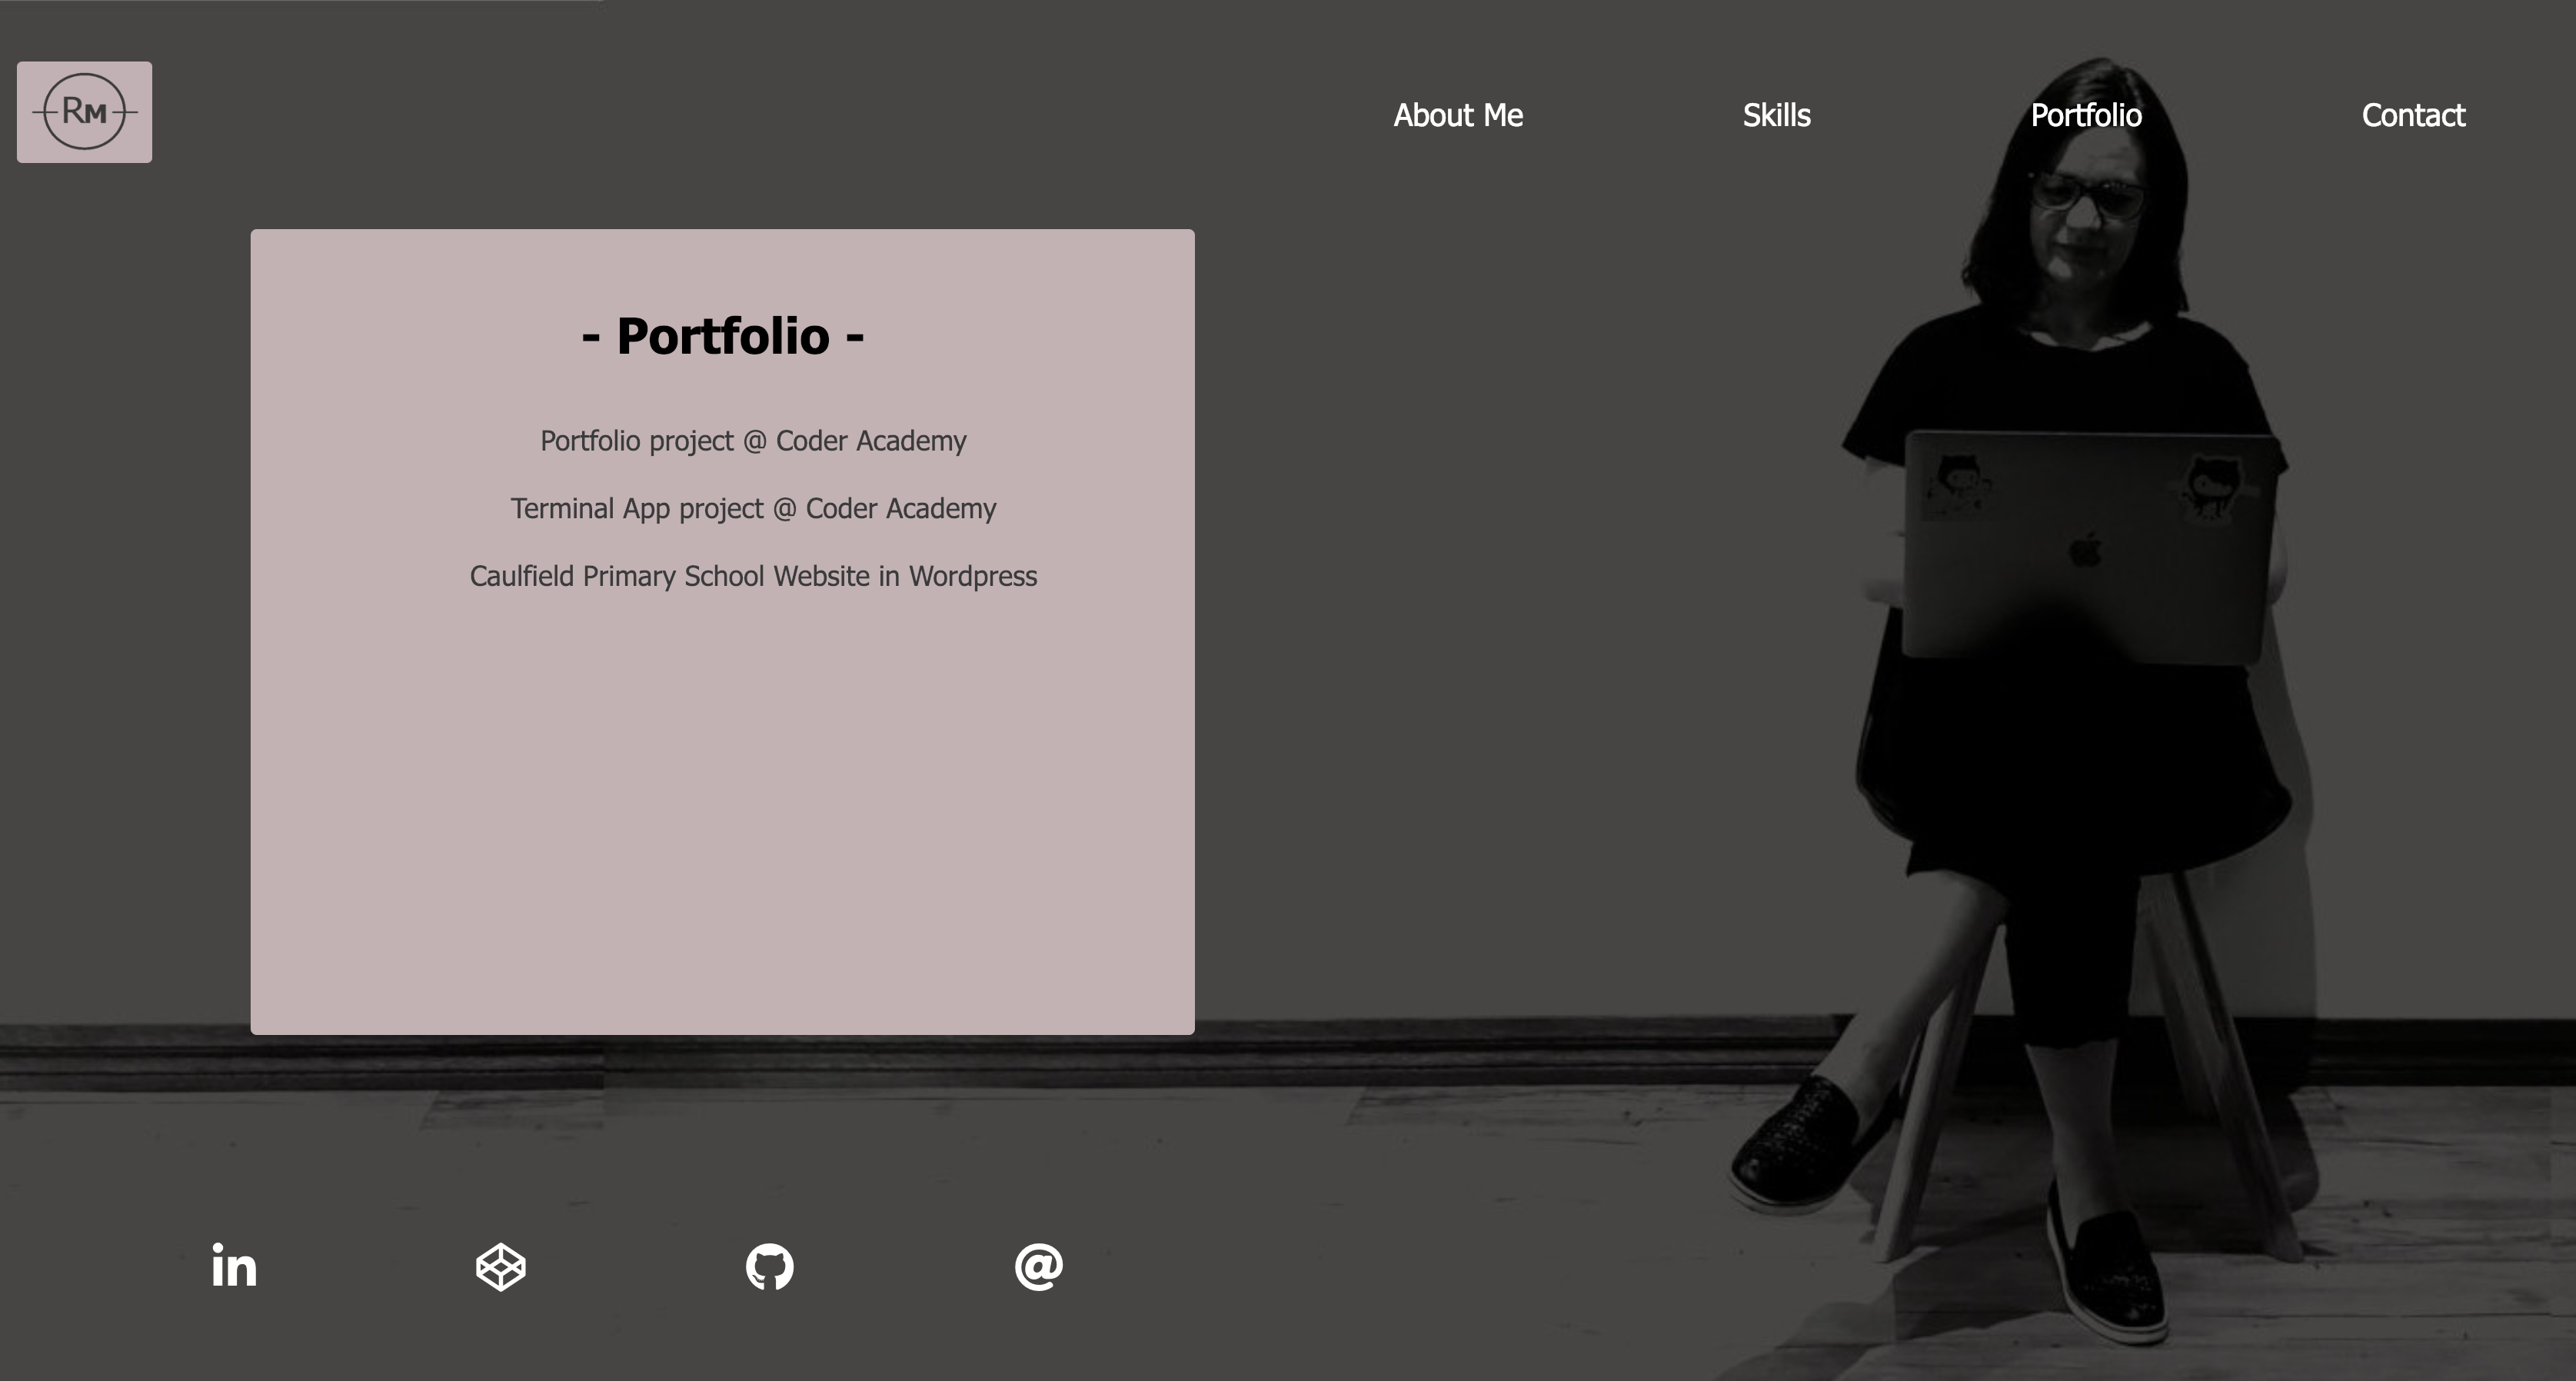 RM
About Me
Skills
Portfolio
Contact
- Portfolio -
Portfolio project @ Coder Academy
Terminal App project @ Coder Academy
Caulfield Primary School Website in Wordpress
in
@